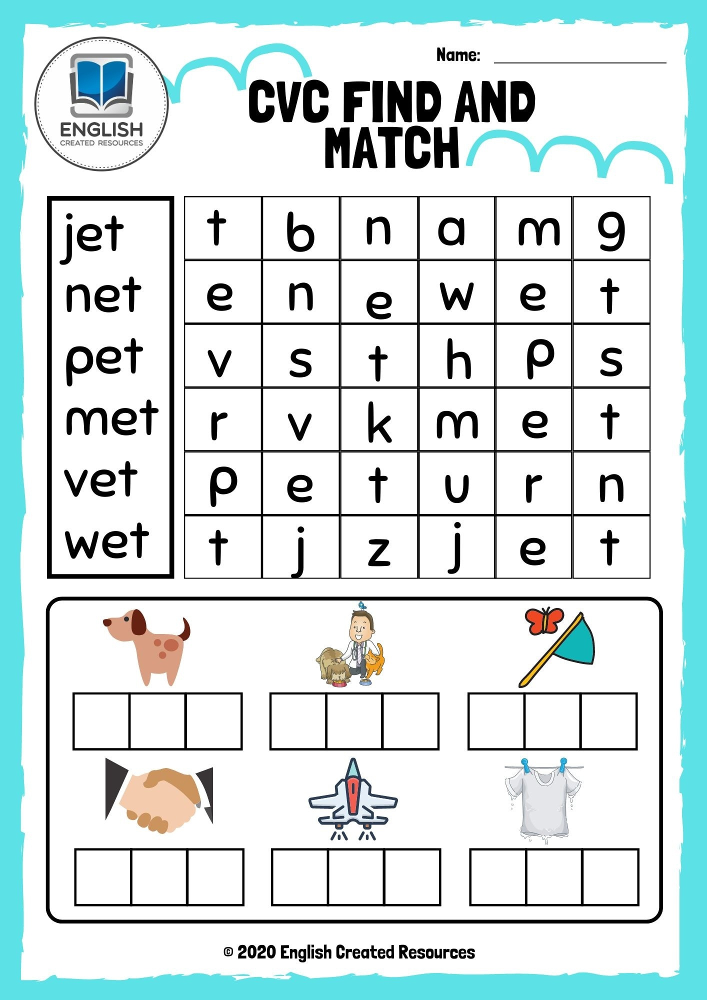 Name:
ENGLISH
CREATED RESOURCES
CVC FIND AND
MATCH
jet
net
pet
met
vet
wet
t b n a m g
e n e w e t
v s t h p s
r v k m e t
p e t u r n
t j z j e t
© 2020 English Created Resources